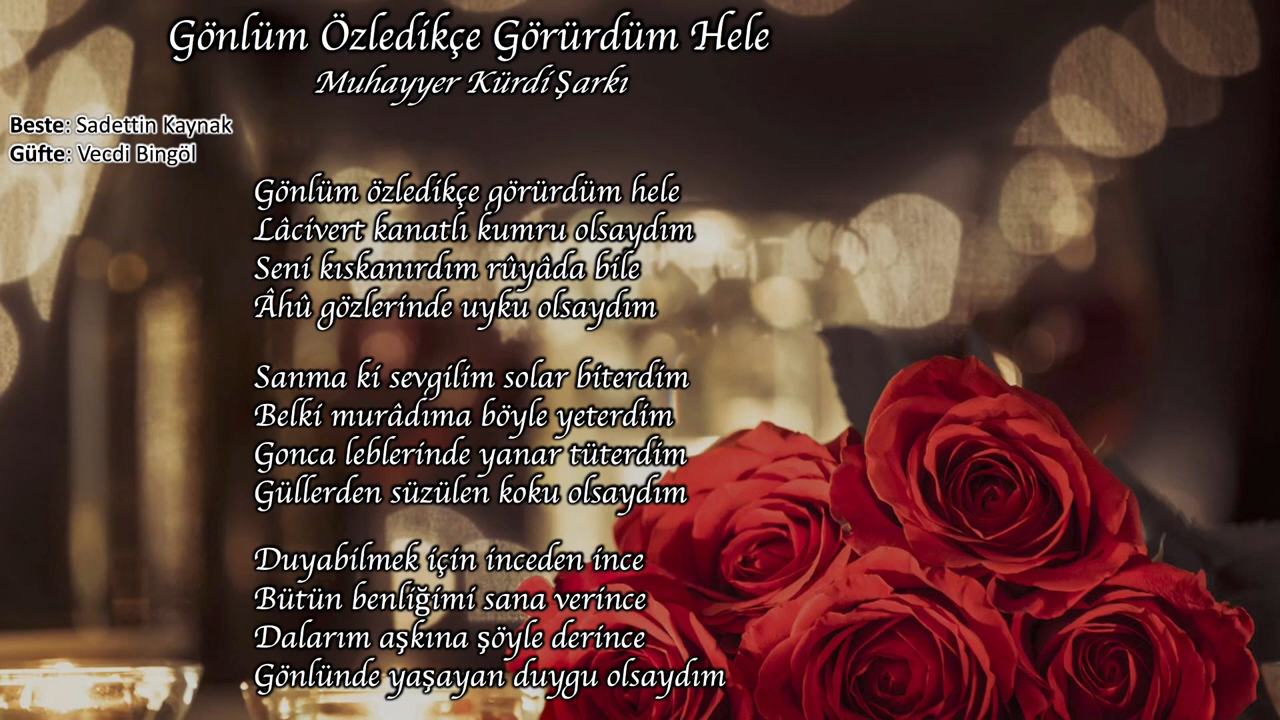 Gönlüm Özledikçe Görürdüm Hele
Muhayyer Kürdi Şarkı
Beste: Sadettin Kaynak
Güfte: Vecdi Bingöl
Gönlüm özledikçe görürdüm hele
Lâcivert kanatlı kumru olsaydım
Seni kıskanırdım rûyâda bile
Âhû gözlerinde uyku olsaydım
Sanma ki sevgilim solar biterdim
Belki murâdıma böyle yeterdim
Gonca leblerinde yanar tüterdim
Güllerden süzülen koku olsaydım
Duyabilmek için inceden ince
Bütün benliğimi sana verince
Dalarım aşkına şöyle derince
Gönlünde yaşayan duygu olsaydım